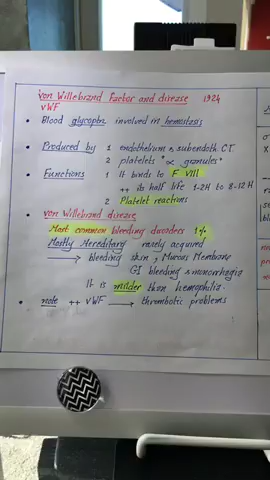 von Willebrand Factor and disease 1924
vWF
• Blood glycoptn involved in hemostasis
• Produced by 1 endothelium & subendoth CT
2 platelets "∝ granules"
• Functions 1 It binds to F VIII
++ its half life 1-2H to 8-12H
2 Platelet reactions
• von Willebrand disease
Most common bleeding disorders 1%
Mostly Hereditary rarely acquired
→ bleeding skin, Mucous Membrane
GI bleeding & menorrhagia
It is milder than hemophilia.
• note ++ vWF → thrombotic problems